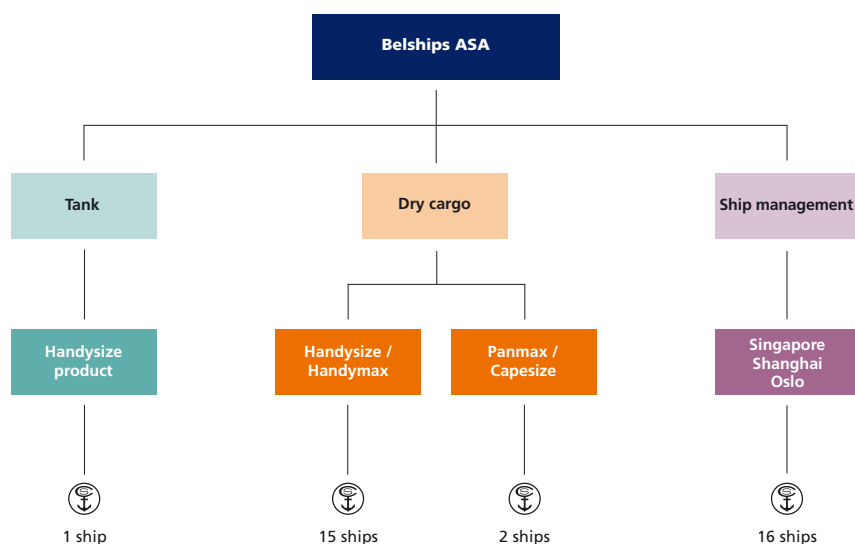 Belships ASA
Tank
Dry cargo
Ship management
Handysize
product
Handysize /
Handymax
Panmax /
Capesize
Singapore
Shanghai
Oslo
1 ship
15 ships
2 ships
16 ships